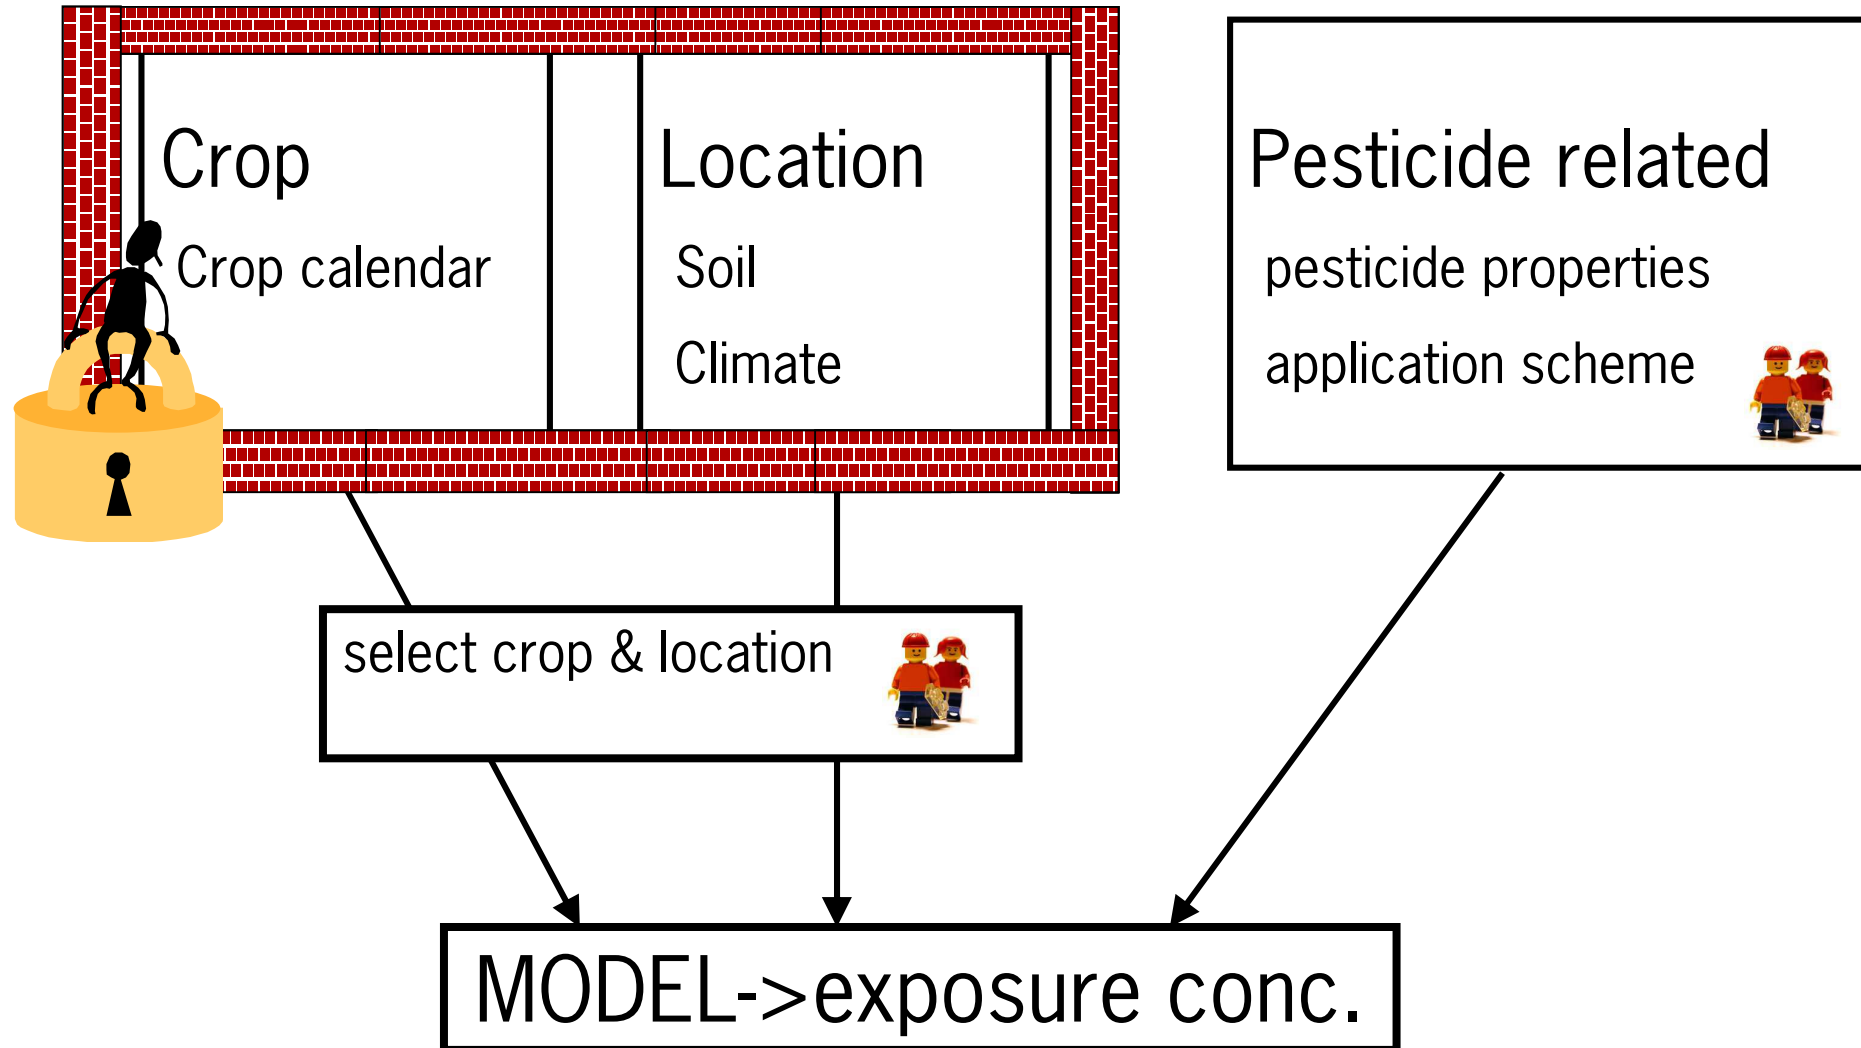 Crop
Crop calendar
Location
Soil
Climate
Pesticide related
pesticide properties
application scheme
select crop & location
MODEL->exposure conc.